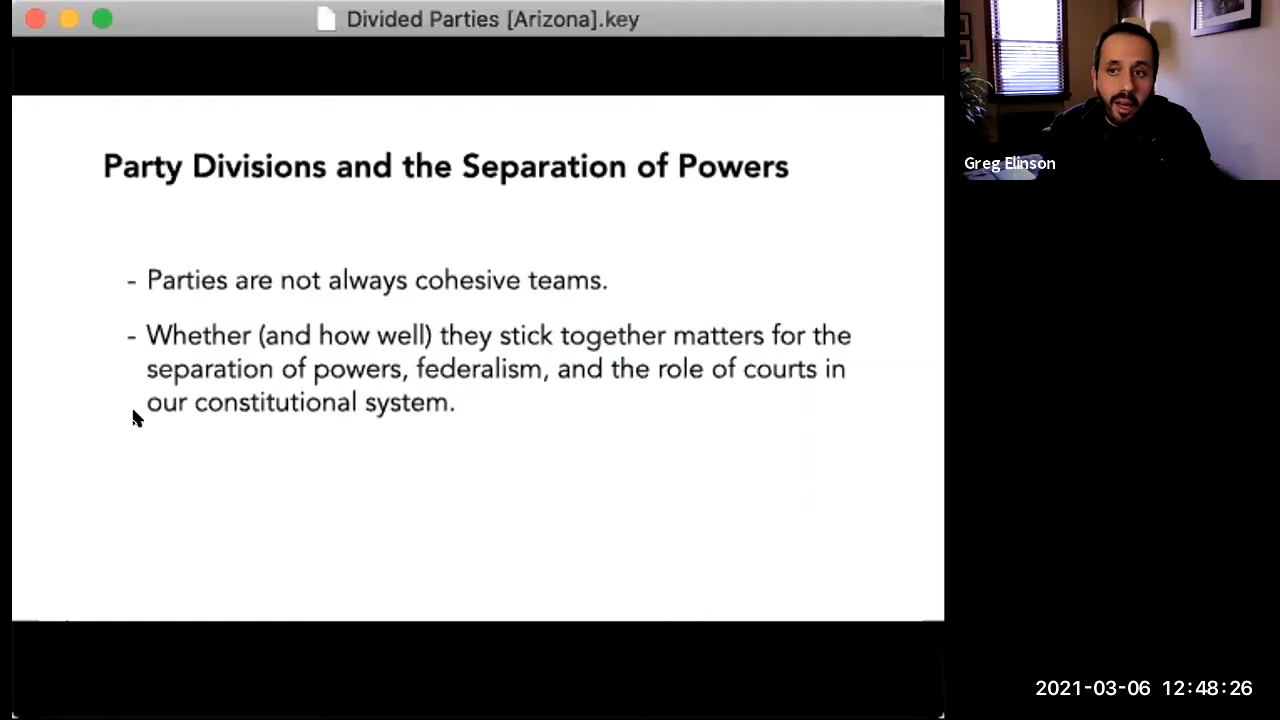 Divided Parties [Arizona].key
Party Divisions and the Separation of Powers
- Parties are not always cohesive teams.
- Whether (and how well) they stick together matters for the
separation of powers, federalism, and the role of courts in
our constitutional system.
Greg Elinson
2021-03-06 12:48:26